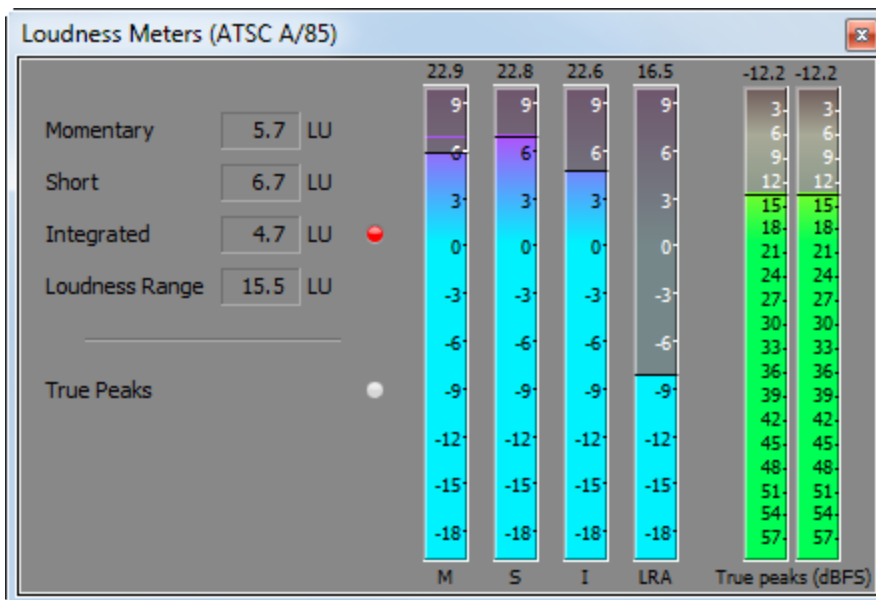 Loudness Meters (ATSC A/85)
22.9 22.8 22.6 16.5 -12.2 -12.2
Momentary 5.7 LU
Short 6.7 LU
Integrated 4.7 LU
Loudness Range 15.5 LU
True Peaks
9 9 9 9
6 6 6 6
3 3 3 3
0 0 0 0
-3 -3 -3 -3
-6 -6 -6 -6
-9 -9 -9 -9
-12 -12 -12 -12
-15 -15 -15 -15
-18 -18 -18 -18
3 3
6 6
9 9
12 12
15 15
18 18
21 21
24 24
27 27
30 30
33 33
36 36
39 39
42 42
45 45
48 48
51 51
54 54
57 57
M S I LRA True peaks (dBFS)